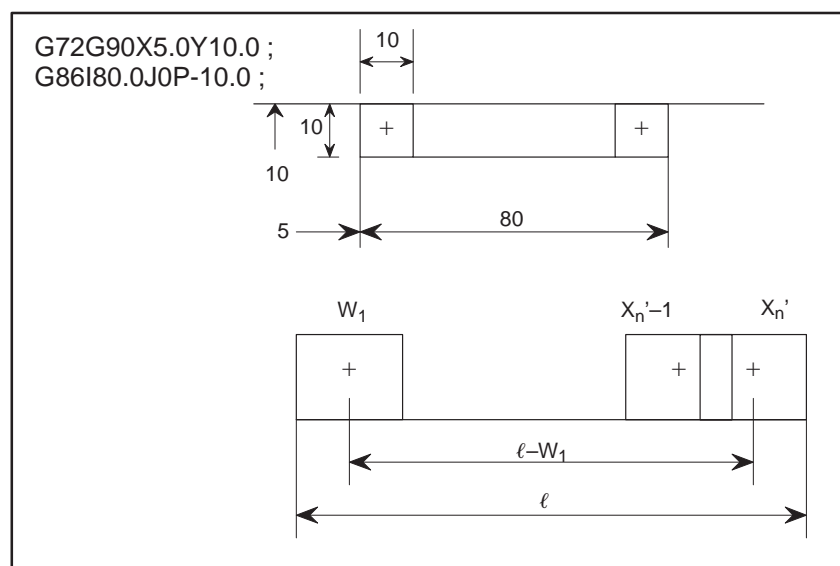 G72G90X5.0Y10.0 ;
G86I80.0J0P-10.0 ;
10
10
10
5
80
W₁
Xₙ’–1
Xₙ’
ℓ–W₁
ℓ